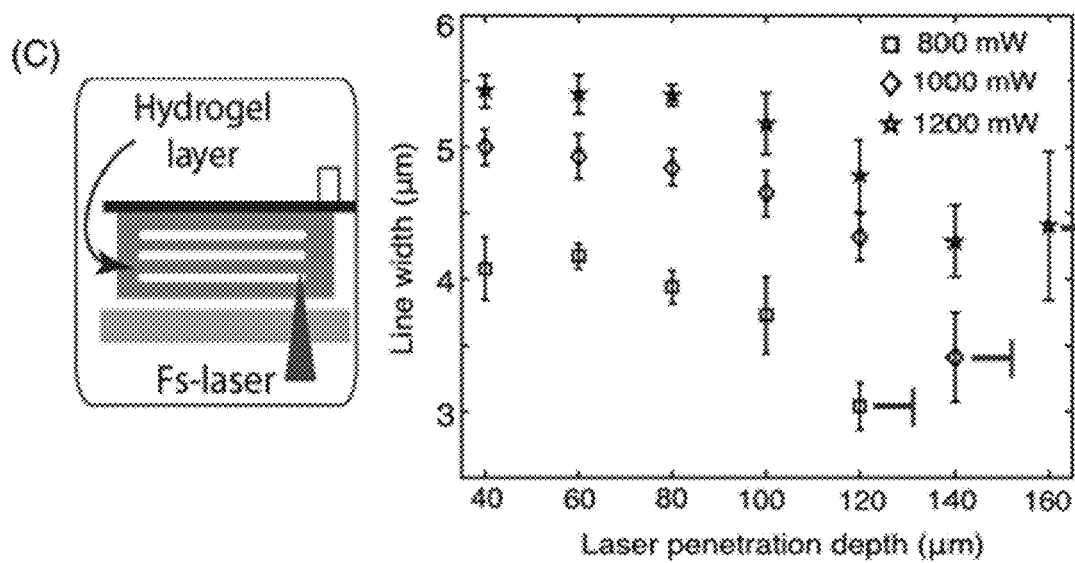 (C)
Hydrogel
layer
Fs-laser
6
5
4
3
Line width (μm)
800 mW
1000 mW
1200 mW
40 60 80 100 120 140 160
Laser penetration depth (μm)